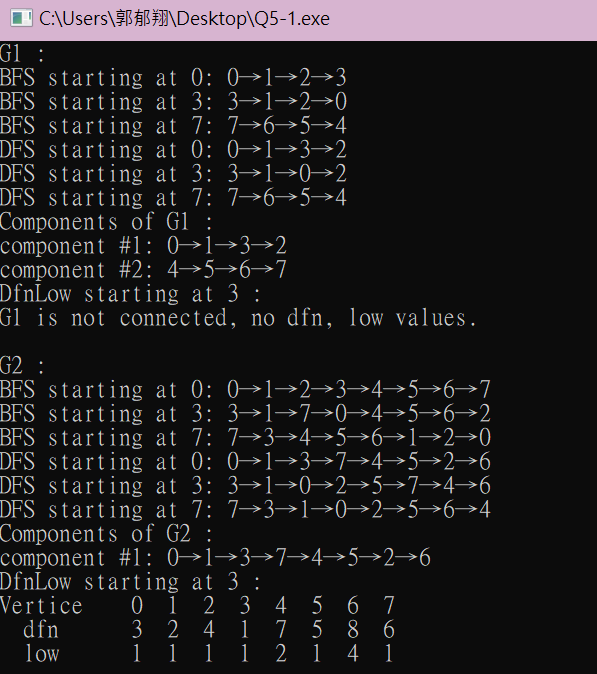 C:\Users\郭郁翔\Desktop\Q5-1.exe
G1 :
BFS starting at 0: 0→1→2→3
BFS starting at 3: 3→1→2→0
BFS starting at 7: 7→6→5→4
DFS starting at 0: 0→1→3→2
DFS starting at 3: 3→1→0→2
DFS starting at 7: 7→6→5→4
Components of G1 :
component #1: 0→1→3→2
component #2: 4→5→6→7
DfnLow starting at 3 :
G1 is not connected, no dfn, low values.
G2 :
BFS starting at 0: 0→1→2→3→4→5→6→7
BFS starting at 3: 3→1→7→0→4→5→6→2
BFS starting at 7: 7→3→4→5→6→1→2→0
DFS starting at 0: 0→1→3→7→4→5→2→6
DFS starting at 3: 3→1→0→2→5→7→4→6
DFS starting at 7: 7→3→1→0→2→5→6→4
Components of G2 :
component #1: 0→1→3→7→4→5→2→6
DfnLow starting at 3 :
Vertice 0 1 2 3 4 5 6 7
dfn 3 2 4 1 7 5 8 6
low 1 1 1 1 2 1 4 1